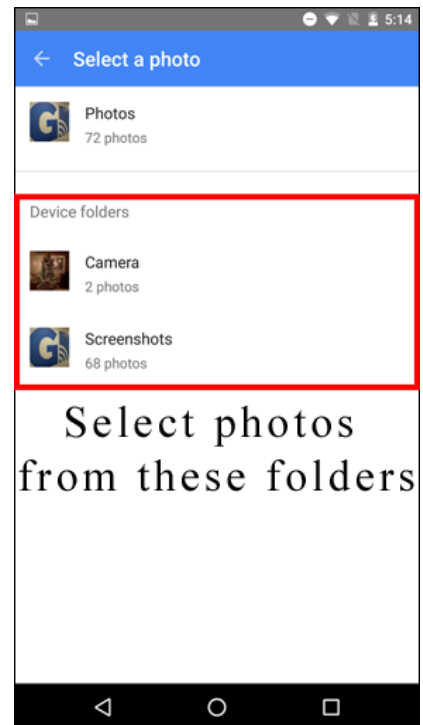 5:14
Select a photo
Photos
72 photos
Device folders
Camera
2 photos
Screenshots
68 photos
Select photos
from these folders